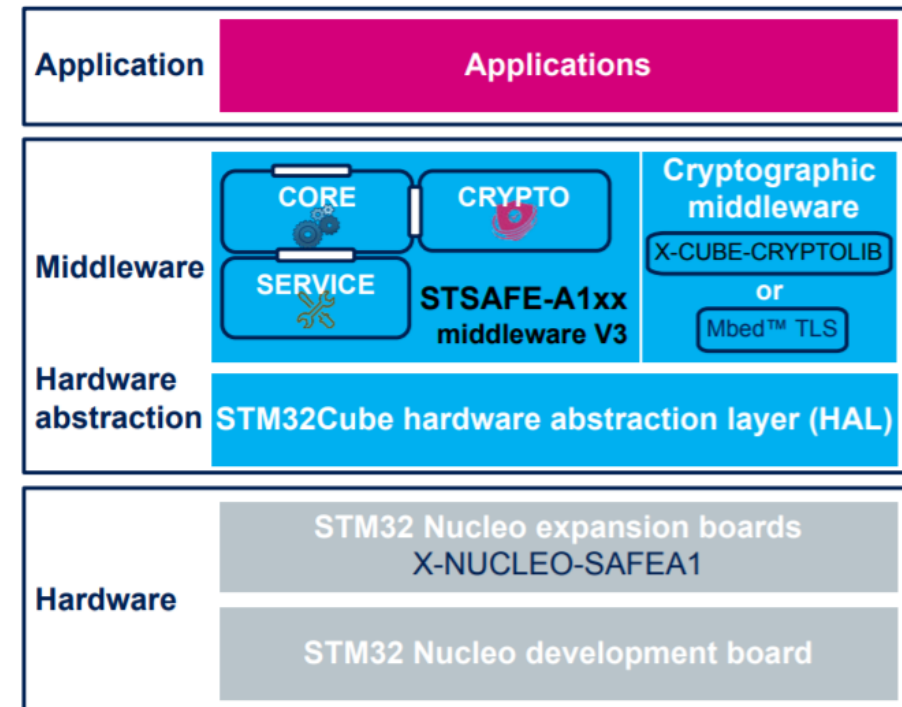 Application
Applications
Middleware
CORE
CRYPTO
SERVICE
STSAFE-A1xx
middleware V3
Cryptographic
middleware
X-CUBE-CRYPTOLIB
or
Mbed™ TLS
Hardware
abstraction
STM32Cube hardware abstraction layer (HAL)
Hardware
STM32 Nucleo expansion boards
X-NUCLEO-SAFEA1
STM32 Nucleo development board